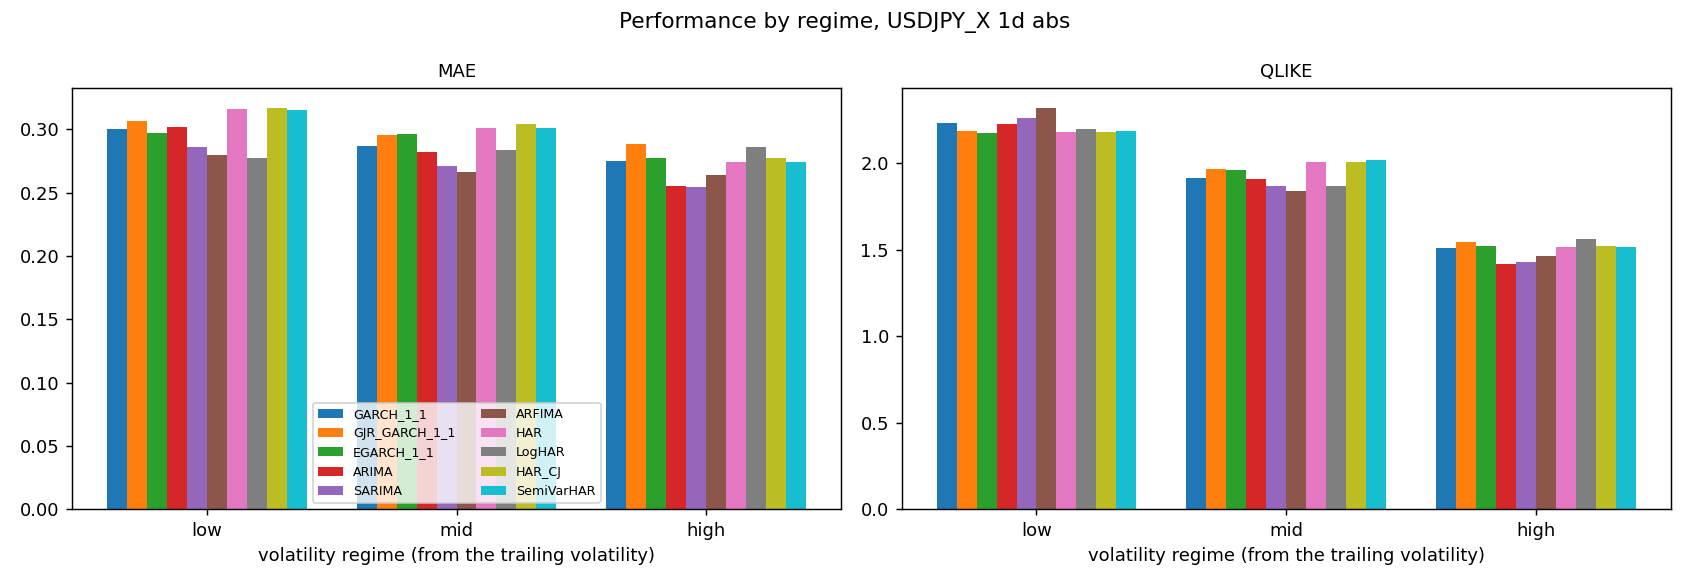 Performance by regime, USDJPY_X 1d abs
MAE
0.30
0.25
0.20
0.15
0.10
0.05
0.00
GARCH_1_1
GJR_GARCH_1_1
EGARCH_1_1
ARIMA
SARIMA
ARFIMA
HAR
LogHAR
HAR_CJ
SemiVarHAR
low
mid
high
volatility regime (from the trailing volatility)
QLIKE
2.0
1.5
1.0
0.5
0.0
low
mid
high
volatility regime (from the trailing volatility)